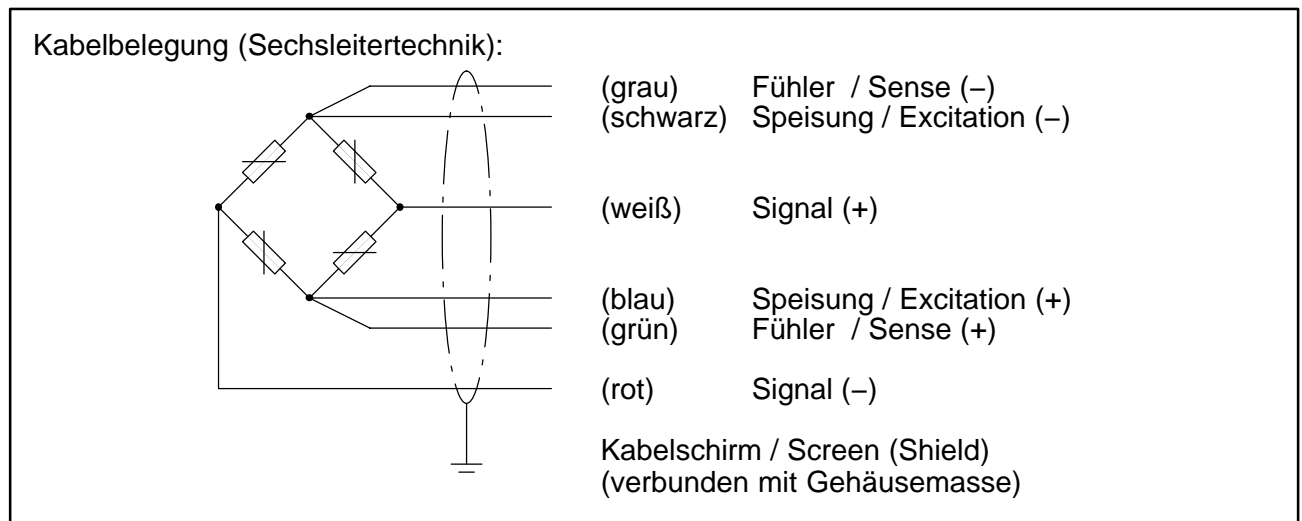 Kabelbelegung (Sechsleitertechnik):
(grau) Fühler / Sense (–)
(schwarz) Speisung / Excitation (–)
(weiß) Signal (+)
(blau) Speisung / Excitation (+)
(grün) Fühler / Sense (+)
(rot) Signal (–)
Kabelschirm / Screen (Shield)
(verbunden mit Gehäusemasse)